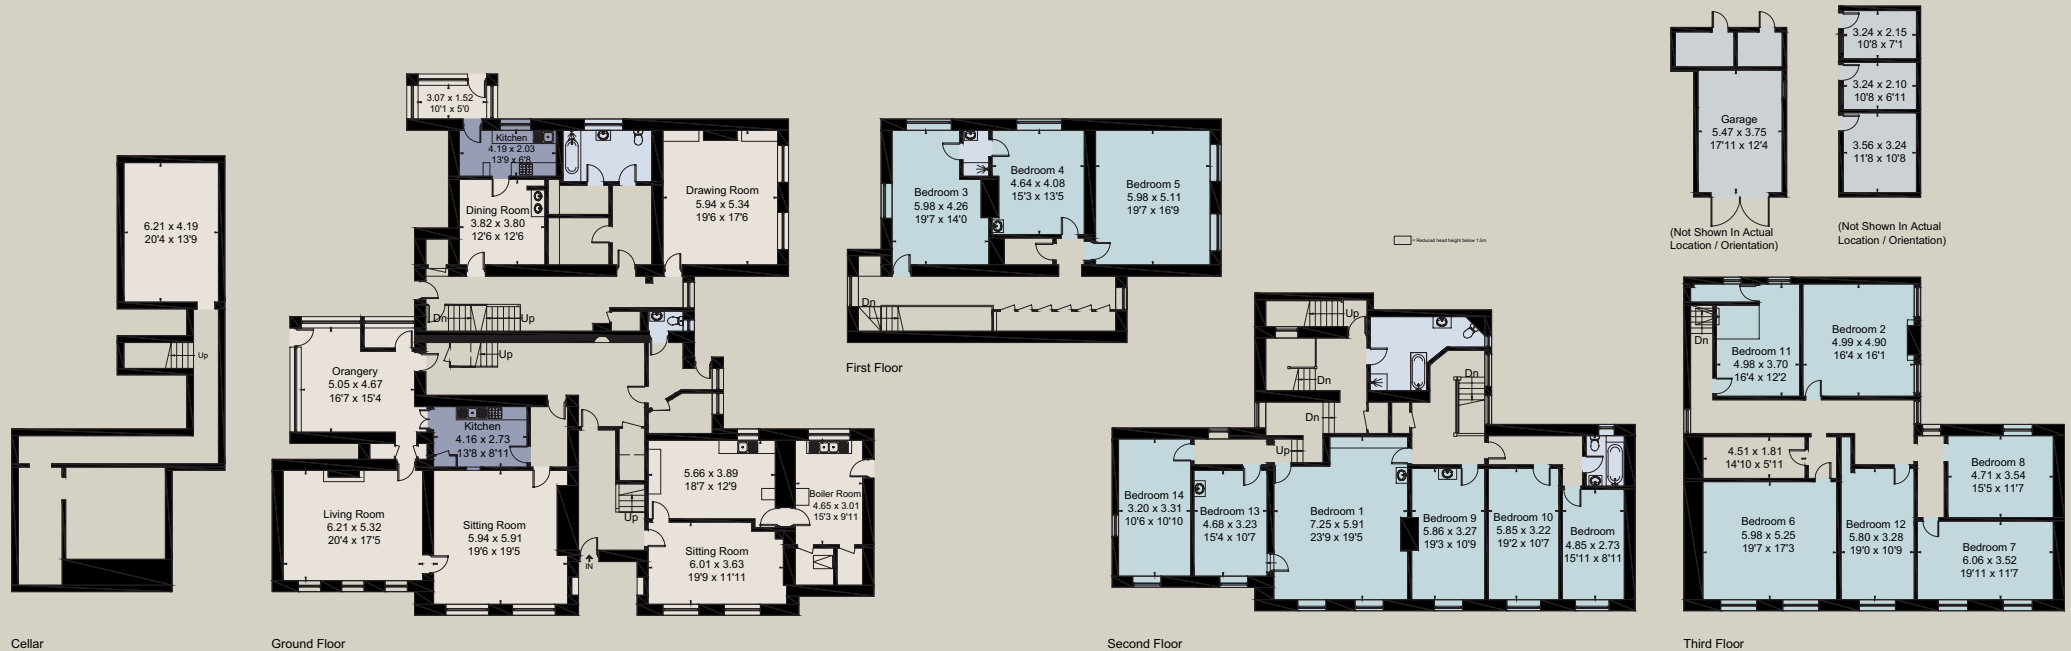 6.21 x 4.19
20'4 x 13'9
Up
Cellar
3.07 x 1.52
10'1 x 5'0
Kitchen
4.19 x 2.03
13'9 x 6'8
Dining Room
3.82 x 3.80
12'6 x 12'6
Drawing Room
5.94 x 5.34
19'6 x 17'6
Dn
Up
Up
Orangery
5.05 x 4.67
16'7 x 15'4
Kitchen
4.16 x 2.73
13'8 x 8'11
5.66 x 3.89
18'7 x 12'9
Boiler Room
4.65 x 3.01
15'3 x 9'11
Living Room
6.21 x 5.32
20'4 x 17'5
Sitting Room
5.94 x 5.91
19'6 x 19'5
Up
IN
Sitting Room
6.01 x 3.63
19'9 x 11'11
Ground Floor
Bedroom 3
5.98 x 4.26
19'7 x 14'0
Bedroom 4
4.64 x 4.08
15'3 x 13'5
Bedroom 5
5.98 x 5.11
19'7 x 16'9
Dn
First Floor
= Reduced head height below 1.5m
Up
Dn
Dn
Dn
Up
Bedroom 14
3.20 x 3.31
10'6 x 10'10
Bedroom 13
4.68 x 3.23
15'4 x 10'7
Bedroom 1
7.25 x 5.91
23'9 x 19'5
Bedroom 9
5.86 x 3.27
19'3 x 10'9
Bedroom 10
5.85 x 3.22
19'2 x 10'7
Bedroom
4.85 x 2.73
15'11 x 8'11
Second Floor
Garage
5.47 x 3.75
17'11 x 12'4
(Not Shown In Actual
Location / Orientation)
3.24 x 2.15
10'8 x 7'1
3.24 x 2.10
10'8 x 6'11
3.56 x 3.24
11'8 x 10'8
(Not Shown In Actual
Location / Orientation)
Dn
Bedroom 11
4.98 x 3.70
16'4 x 12'2
Bedroom 2
4.99 x 4.90
16'4 x 16'1
4.51 x 1.81
14'10 x 5'11
Bedroom 8
4.71 x 3.54
15'5 x 11'7
Bedroom 6
5.98 x 5.25
19'7 x 17'3
Bedroom 12
5.80 x 3.28
19'0 x 10'9
Bedroom 7
6.06 x 3.52
19'11 x 11'7
Third Floor